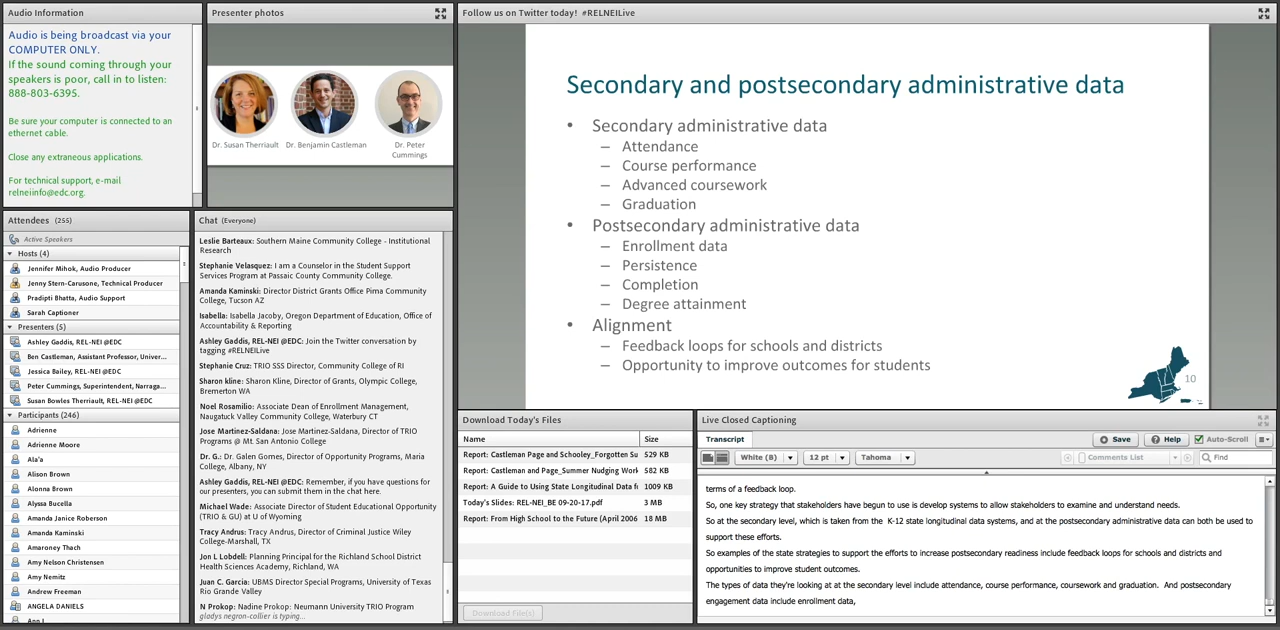 Audio Information
Audio is being broadcast via your
COMPUTER ONLY.
If the sound coming through your
speakers is poor, call in to listen:
888-803-6395.
Be sure your computer is connected to an
ethernet cable.
Close any extraneous applications.
For technical support, e-mail
relneiinfo@edc.org.
Presenter photos
Dr. Susan Therriault
Dr. Benjamin Castleman
Dr. Peter
Cummings
Attendees (255)
Active Speakers
Hosts (4)
Jennifer Mihok, Audio Producer
Jenny Stern-Carusone, Technical Producer
Pradipti Bhatta, Audio Support
Sarah Captioner
Presenters (5)
Ashley Gaddis, REL-NEI @EDC
Ben Castleman, Assistant Professor, Univer...
Jessica Bailey, REL-NEI @EDC
Peter Cummings, Superintendent, Narraga...
Susan Bowles Therriault, REL-NEI @EDC
Participants (246)
Adrienne
Adrienne Moore
Ala'a
Alison Brown
Alonna Brown
Alyssa Bucella
Amanda Janice Roberson
Amanda Kaminski
Amaroney Thach
Amy Nelson Christensen
Amy Nemitz
Andrew Freeman
ANGELA DANIELS
Chat (Everyone)
Leslie Barteaux: Southern Maine Community College - Institutional
Research
Stephanie Velasquez: I am a Counselor in the Student Support
Services Program at Passaic County Community College.
Amanda Kaminski: Director District Grants Office Pima Community
College, Tucson AZ
Isabella: Isabella Jacoby, Oregon Department of Education, Office of
Accountability & Reporting
Ashley Gaddis, REL-NEI @EDC: Join the Twitter conversation by
tagging #RELNEILive
Stephanie Cruz: TRIO SSS Director, Community College of RI
Sharon kline: Sharon Kline, Director of Grants, Olympic College,
Bremerton WA
Noel Rosamilio: Associate Dean of Enrollment Management,
Naugatuck Valley Community College, Waterbury CT
Jose Martinez-Saldana: Jose Martinez-Saldana, Director of TRIO
Programs @ Mt. San Antonio College
Dr. G.: Dr. Galen Gomes, Director of Opportunity Programs, Maria
College, Albany, NY
Ashley Gaddis, REL-NEI @EDC: Remember, if you have questions for
our presenters, you can submit them in the chat here.
Michael Wade: Associate Director of Student Educational Opportunity
(TRIO & GU) at U of Wyoming
Tracy Andrus: Tracy Andrus, Director of Criminal Justice Wiley
College-Marshall, TX
Jon L Lobdell: Planning Principal for the Richland School District
Health Sciences Academy, Richland, WA
Juan C. Garcia: UBMS Director Special Programs, University of Texas
Rio Grande Valley
N Prokop: Nadine Prokop: Neumann University TRIO Program
gladys negron-collier is typing...
Follow us on Twitter today! #RELNEILive
Secondary and postsecondary administrative data
• Secondary administrative data
– Attendance
– Course performance
– Advanced coursework
– Graduation
• Postsecondary administrative data
– Enrollment data
– Persistence
– Completion
– Degree attainment
• Alignment
– Feedback loops for schools and districts
– Opportunity to improve outcomes for students
10
Download Today's Files
Name Size
Report: Castleman Page and Schooley_Forgotten Su 529 KB
Report: Castleman and Page_Summer Nudging Work 582 KB
Report: A Guide to Using State Longitudinal Data fo 1009 KB
Today's Slides: REL-NEI_BE 09-20-17.pdf 3 MB
Report: From High School to the Future (April 2006 18 MB
Download File(s)
Live Closed Captioning
Transcript
Save Help Auto-Scroll
White (B) 12 pt Tahoma Comments List Find
terms of a feedback loop.
So, one key strategy that stakeholders have begun to use is develop systems to allow stakeholders to examine and understand needs.
So at the secondary level, which is taken from the K-12 state longitudinal data systems, and at the postsecondary administrative data can both be used to
support these efforts.
So examples of the state strategies to support the efforts to increase postsecondary readiness include feedback loops for schools and districts and
opportunities to improve student outcomes.
The types of data they're looking at at the secondary level include attendance, course performance, coursework and graduation. And postsecondary
engagement data include enrollment data,